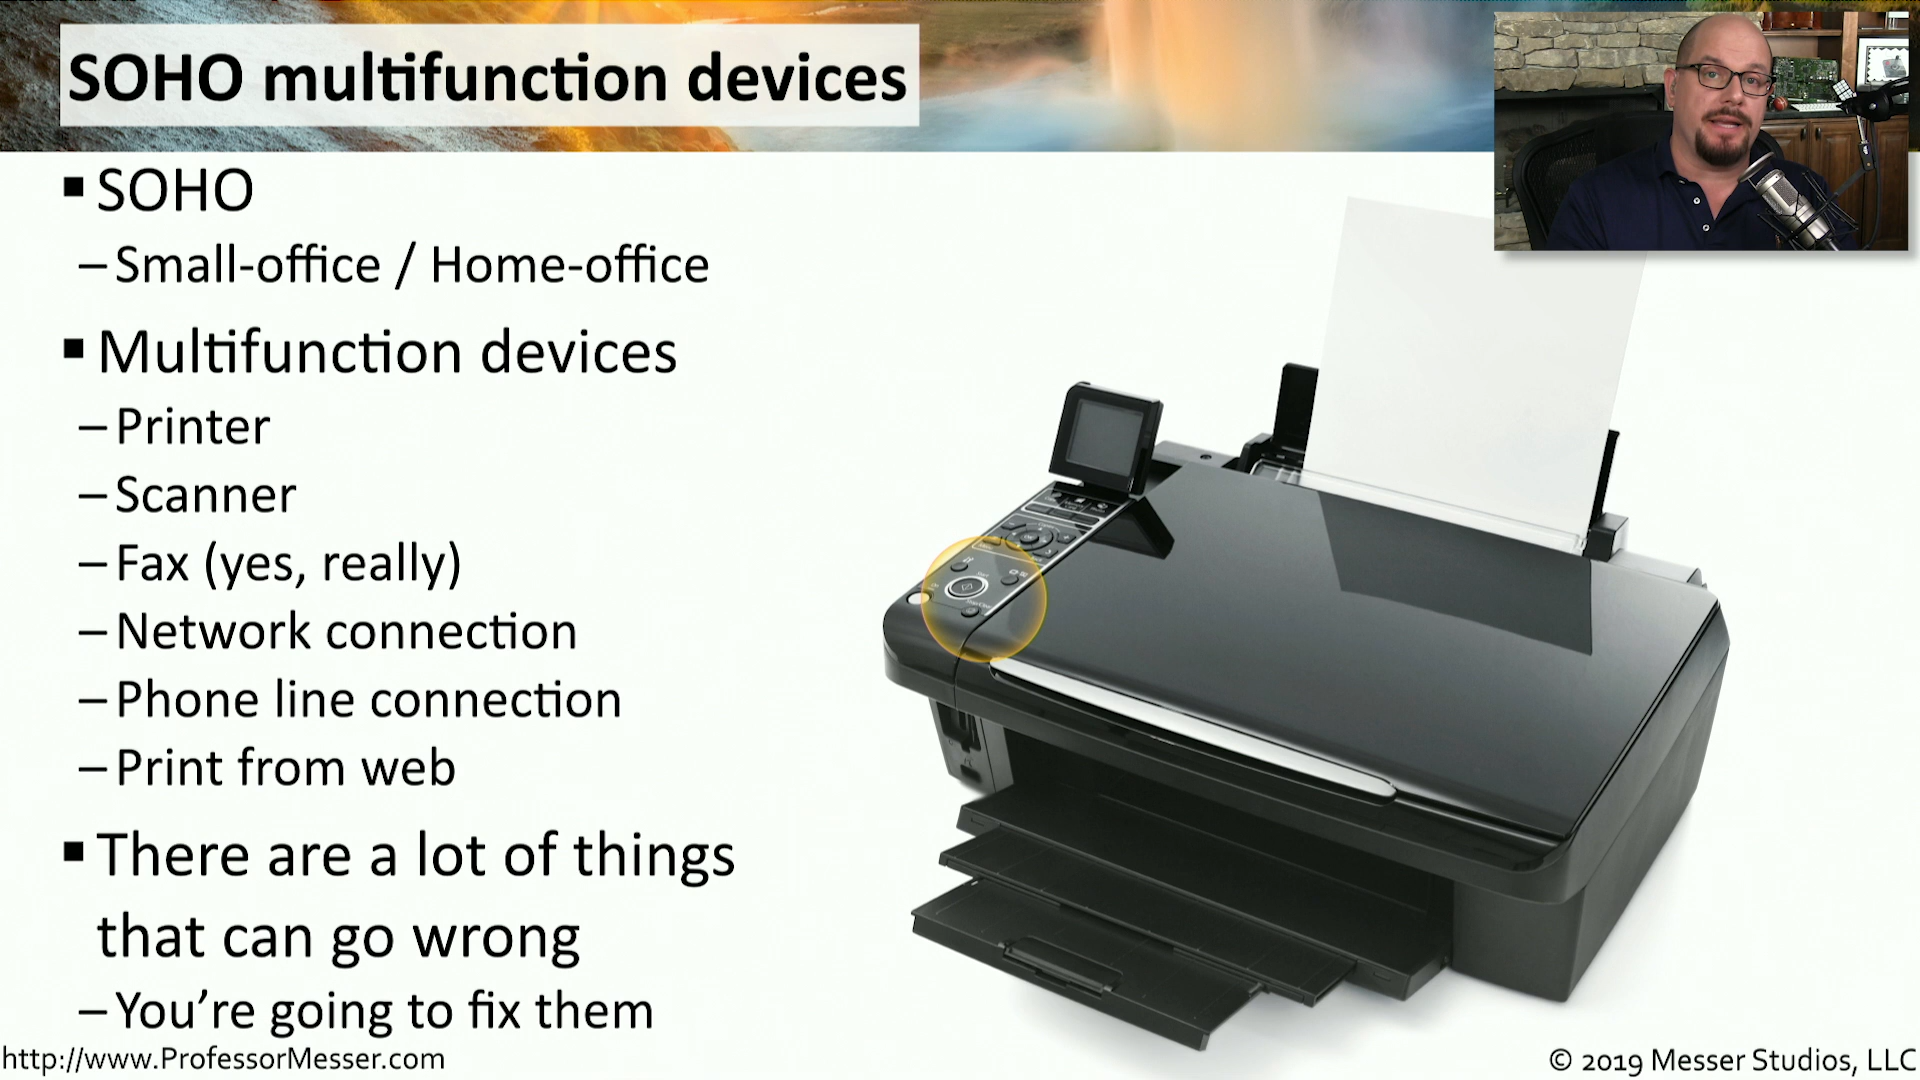 SOHO multifunction devices
▪ SOHO
– Small-office / Home-office
▪ Multifunction devices
– Printer
– Scanner
– Fax (yes, really)
– Network connection
– Phone line connection
– Print from web
▪ There are a lot of things
that can go wrong
– You’re going to fix them
http://www.ProfessorMesser.com
© 2019 Messer Studios, LLC